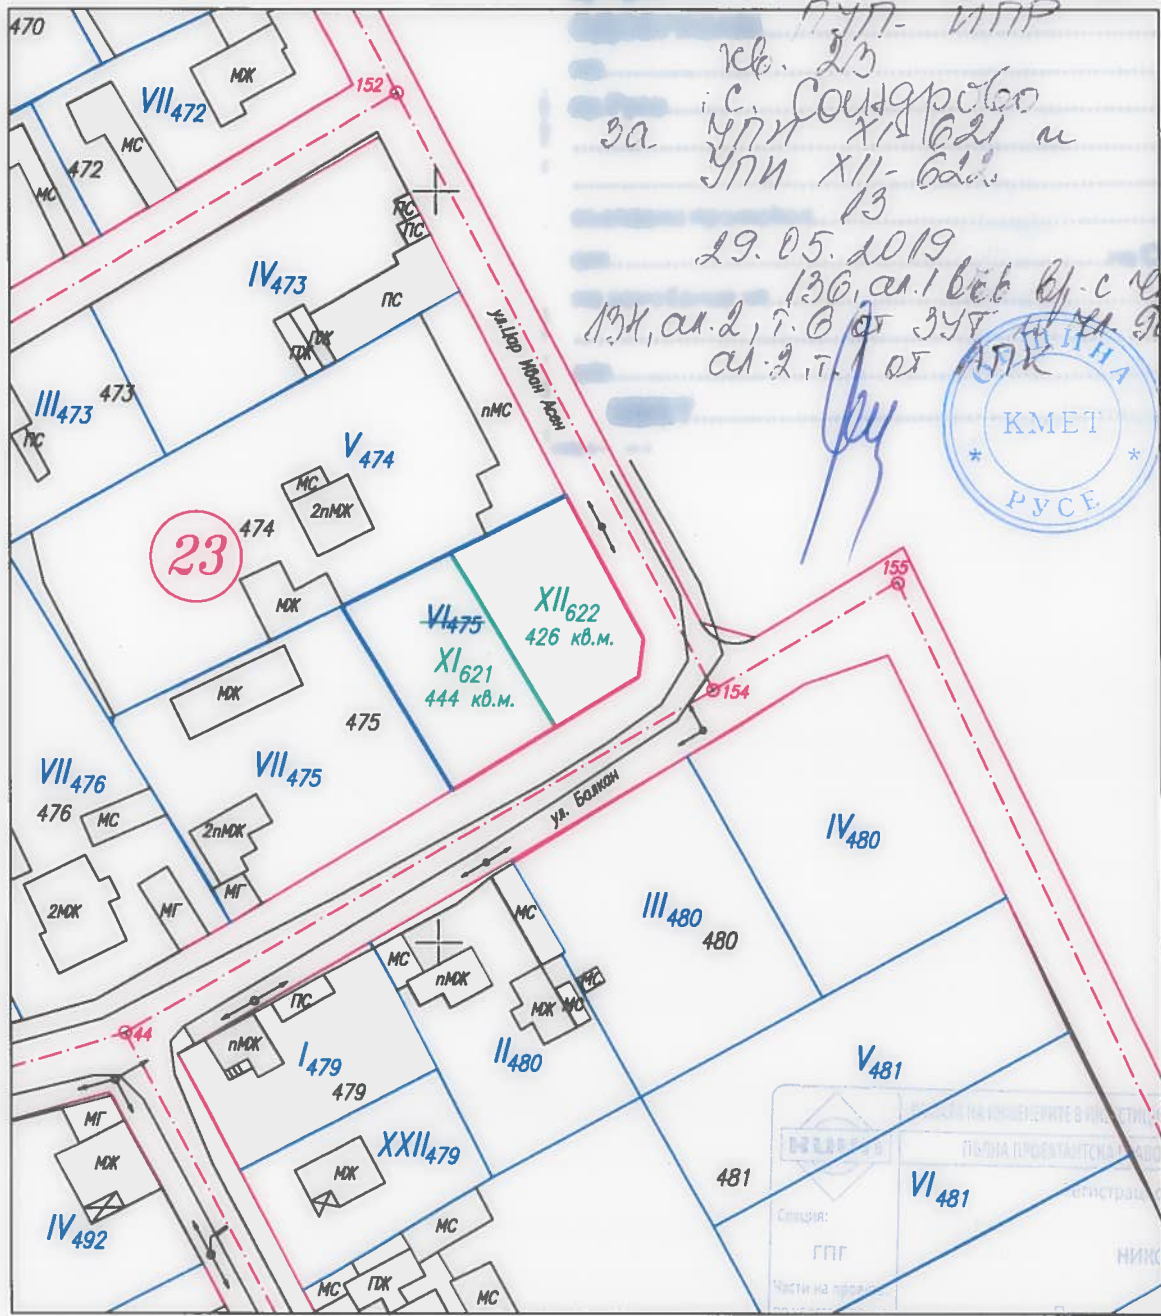 ПУП- ИПР
кв. 23
с. Сандрово
за УПИ XI-621 и
УПИ XII-622
13
29.05.2019
136, ал.1 във вр. с
134, ал.2, т.6 от ЗУТ и
ал.2, т.1 от АПК
ОБЩИНА
КМЕТ
* РУСЕ *
470
152
VII472
МЖ
МС
472
МС
ПС
ПС
IV473
ПС
ПЖ
ПЖ
ул.Цар Иван Асен
III473
473
ПС
пМС
V474
МС
2пМЖ
474
23
МЖ
155
VI475
XII622
426 кв.м.
XI621
444 кв.м.
МЖ
475
154
VII476
476
МС
VII475
2пМЖ
ул. Балкан
IV480
2МЖ
МГ
МГ
III480
480
МС
МС
пМЖ
МЖ
МС
МС
ПС
44
пМЖ
I479
479
II480
V481
МГ
МЖ
XXII479
МЖ
481
VI481
IV492
МС
МС
ПЖ
МС
Секция:
ГПГ